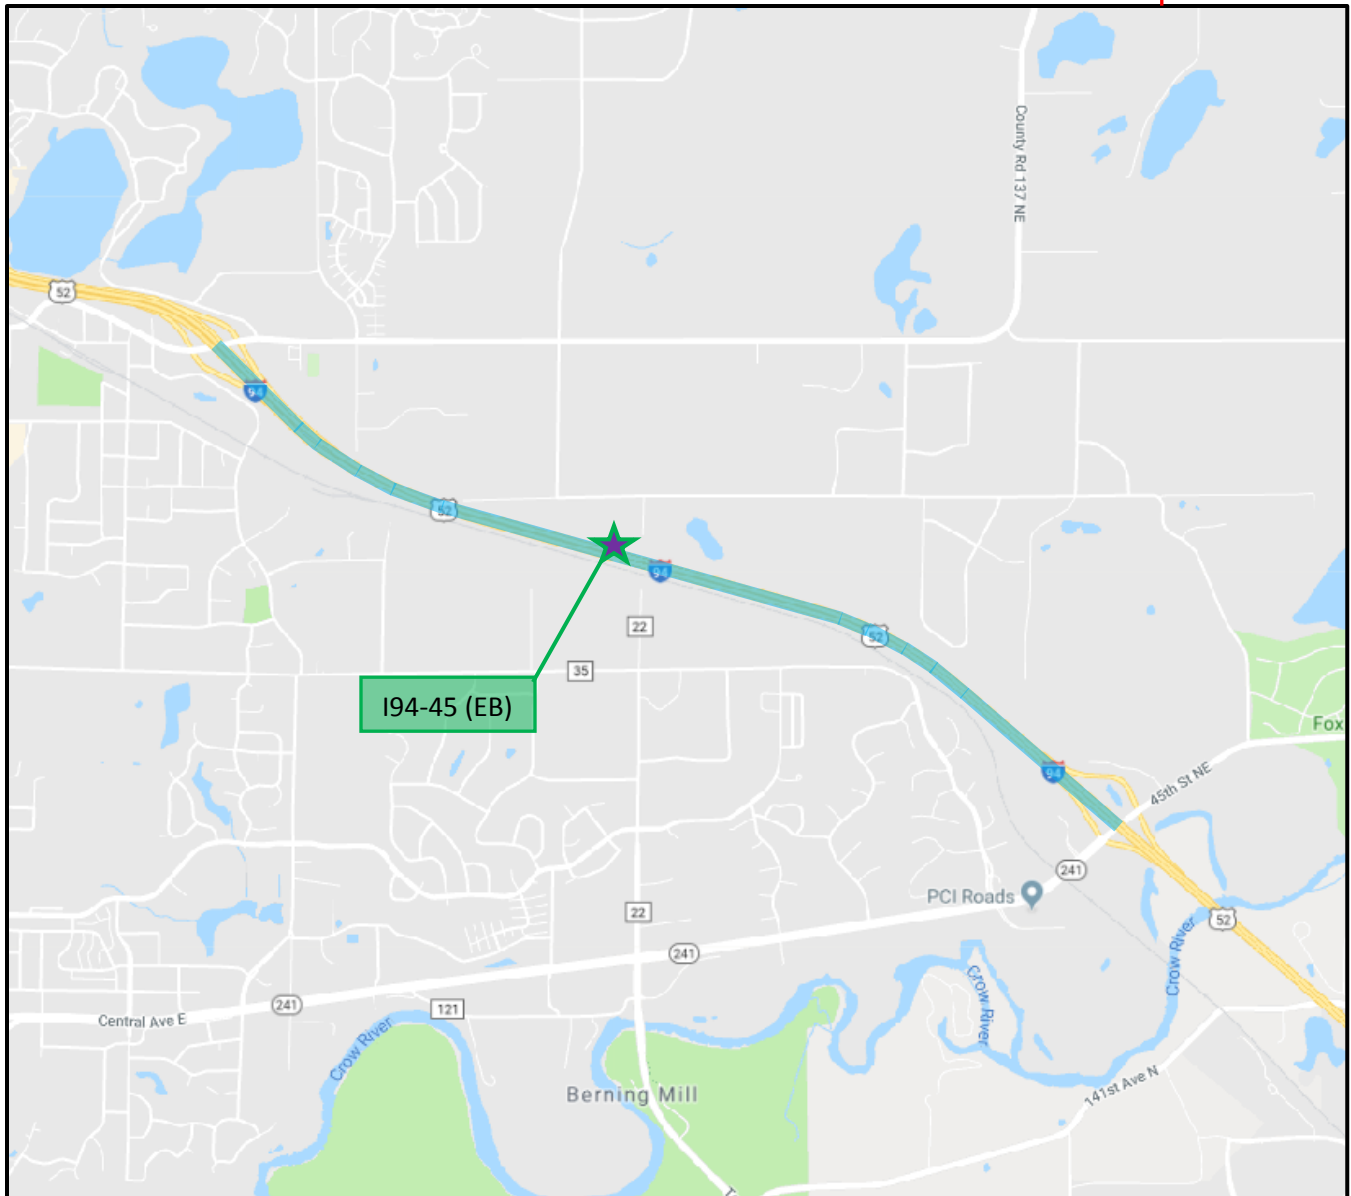 County Rd 137 NE
52
94
52
94
22
52
35
I94-45 (EB)
Fox
94
45th St NE
241
PCI Roads
22
52
241
Crow River
Crow River
241
121
Central Ave E
Crow River
141st Ave N
Berning Mill